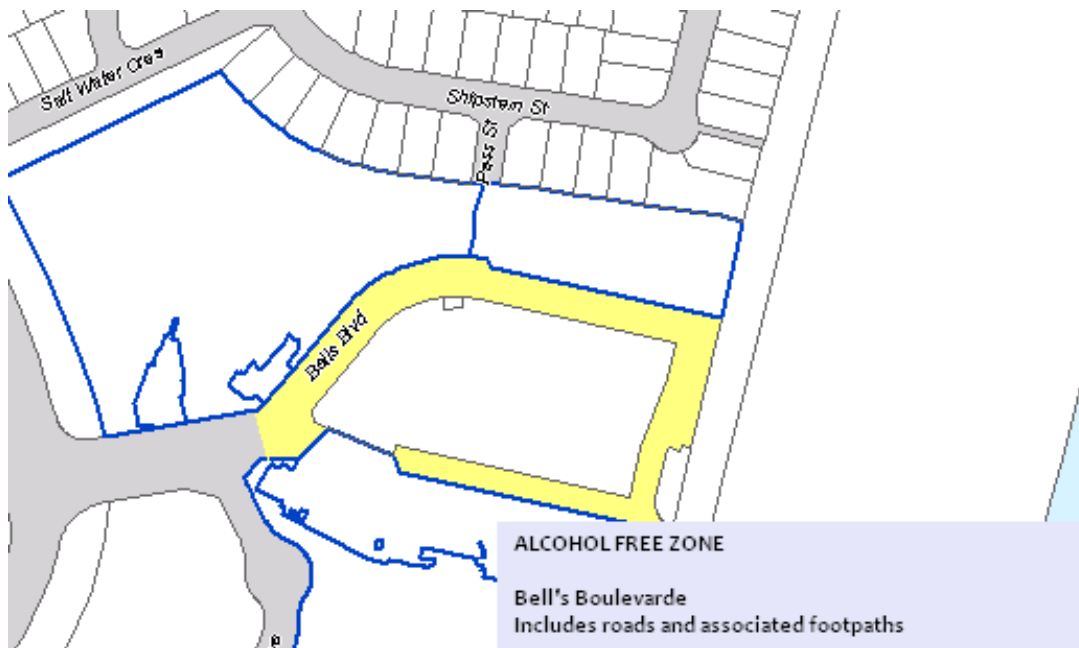 Salt Water Cres
Shipstern St
Pass St
Bells Blvd
ALCOHOL FREE ZONE
Bell's Boulevarde
Includes roads and associated footpaths